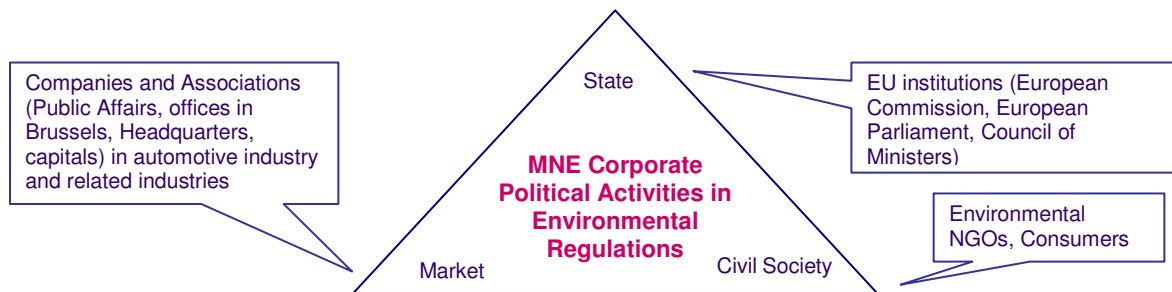 Companies and Associations
(Public Affairs, offices in
Brussels, Headquarters,
capitals) in automotive industry
and related industries
State
EU institutions (European
Commission, European
Parliament, Council of
Ministers)
MNE Corporate
Political Activities in
Environmental
Regulations
Market
Civil Society
Environmental
NGOs, Consumers